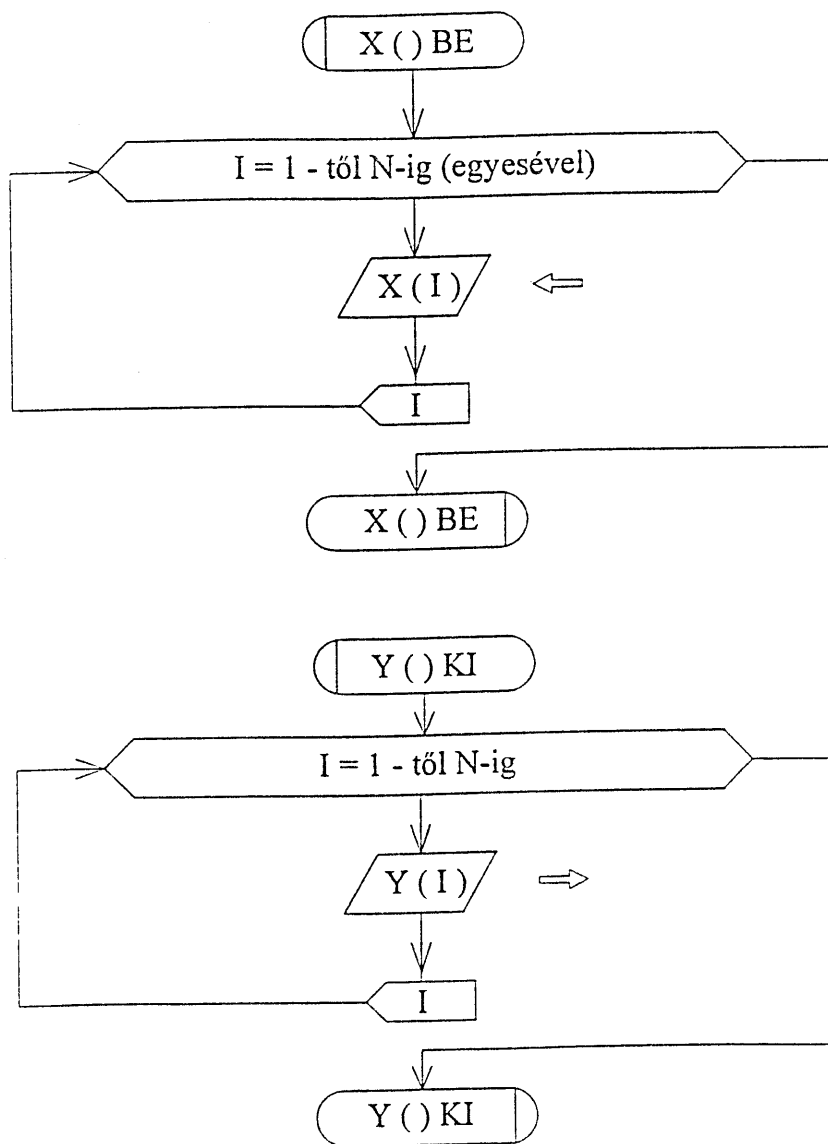 X ( ) BE
I = 1 - től N-ig (egyesével)
X ( I )
I
X ( ) BE
Y ( ) KI
I = 1 - től N-ig
Y ( I )
I
Y ( ) KI